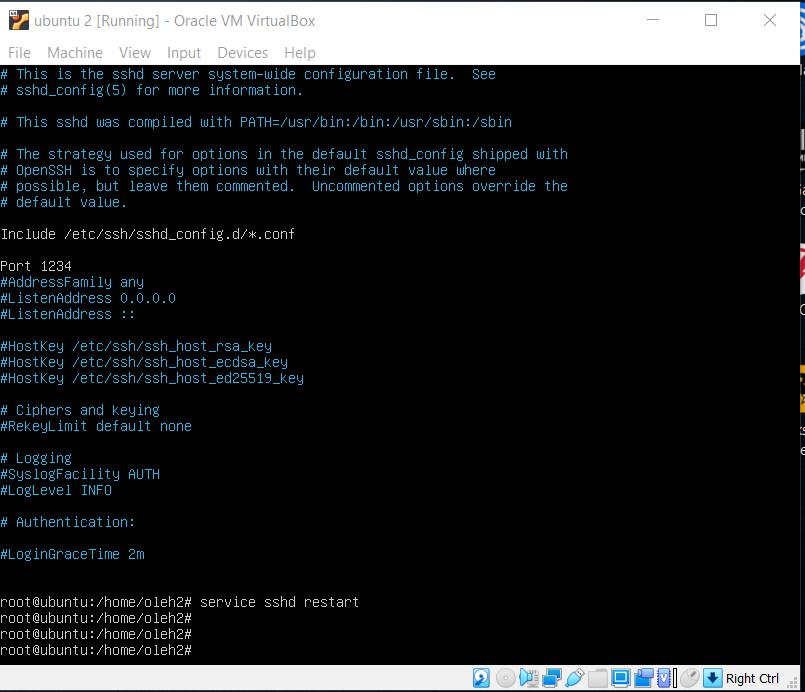 ubuntu 2 [Running] - Oracle VM VirtualBox
File Machine View Input Devices Help
# This is the sshd server system-wide configuration file.  See
# sshd_config(5) for more information.
# This sshd was compiled with PATH=/usr/bin:/bin:/usr/sbin:/sbin
# The strategy used for options in the default sshd_config shipped with
# OpenSSH is to specify options with their default value where
# possible, but leave them commented.  Uncommented options override the
# default value.
Include /etc/ssh/sshd_config.d/*.conf
Port 1234
#AddressFamily any
#ListenAddress 0.0.0.0
#ListenAddress ::
#HostKey /etc/ssh/ssh_host_rsa_key
#HostKey /etc/ssh/ssh_host_ecdsa_key
#HostKey /etc/ssh/ssh_host_ed25519_key
# Ciphers and keying
#RekeyLimit default none
# Logging
#SyslogFacility AUTH
#LogLevel INFO
# Authentication:
#LoginGraceTime 2m
root@ubuntu:/home/oleh2# service sshd restart
root@ubuntu:/home/oleh2#
root@ubuntu:/home/oleh2#
root@ubuntu:/home/oleh2#
Right Ctrl